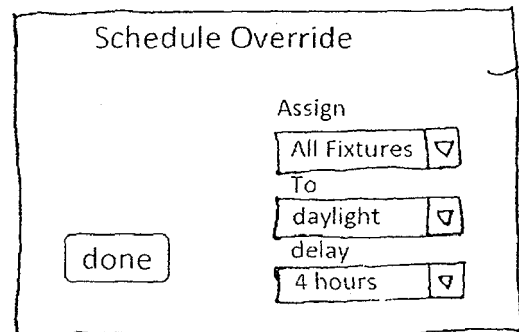 Schedule Override
Assign
All Fixtures
To
daylight
done
delay
4 hours